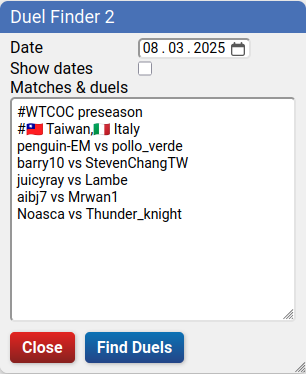 Duel Finder 2
Date 08.03.2025
Show dates
Matches & duels
#WTCOC preseason
#🇹🇼 Taiwan,🇮🇹 Italy
penguin-EM vs pollo_verde
barry10 vs StevenChangTW
juicyray vs Lambe
aibj7 vs Mrwan1
Noasca vs Thunder_knight
Close Find Duels